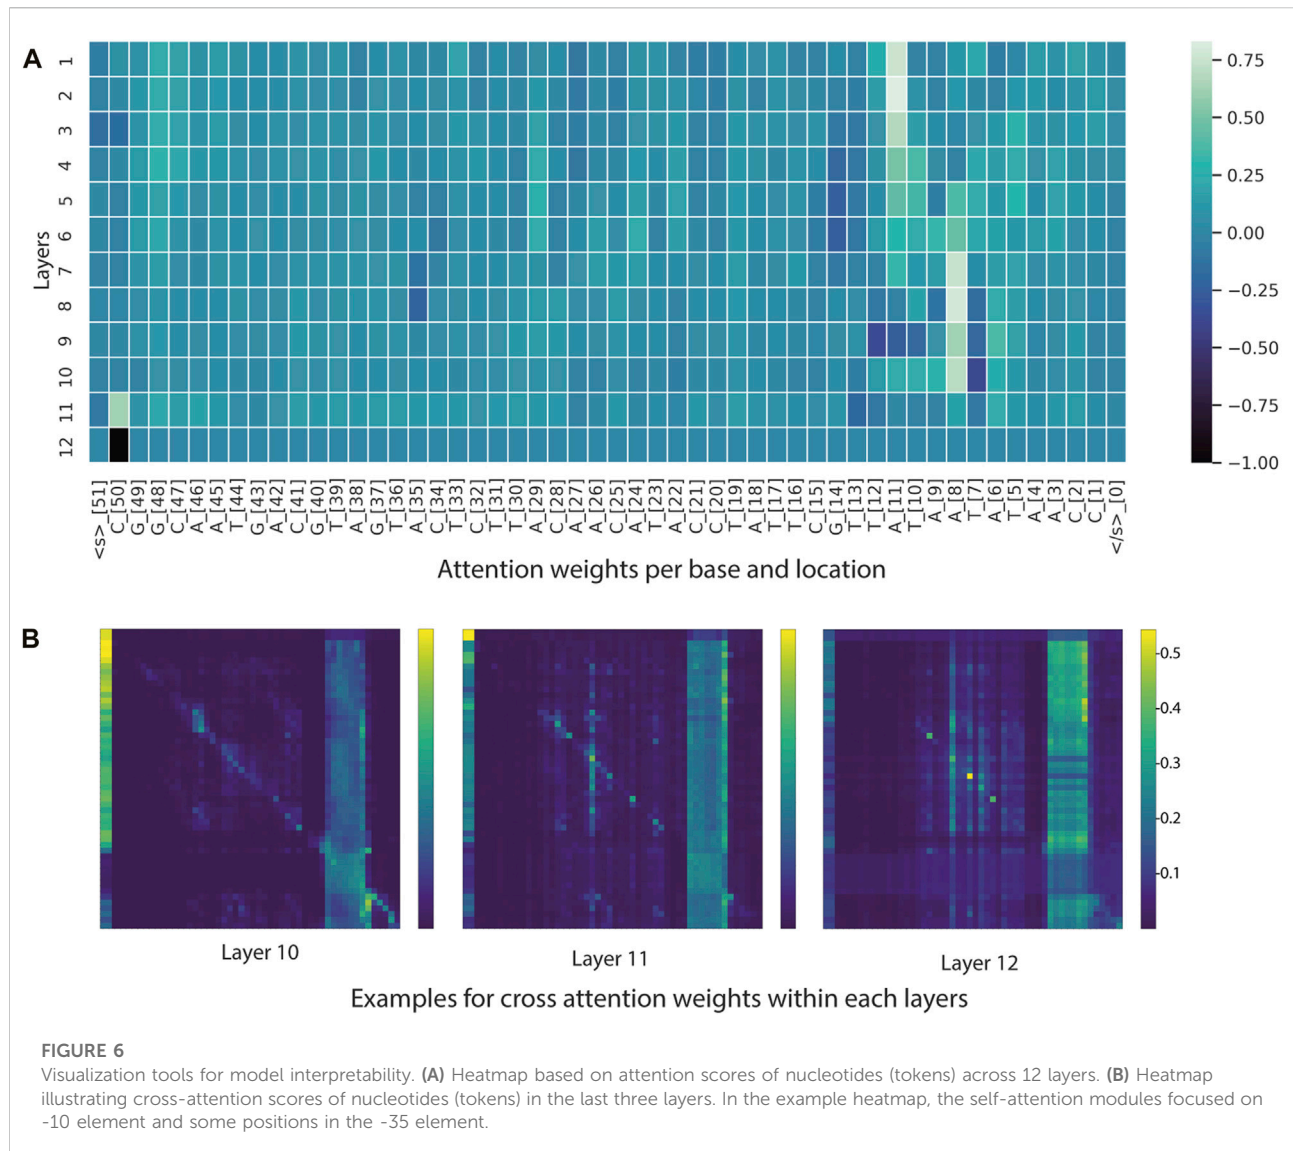 A
Layers
1
2
3
4
5
6
7
8
9
10
11
12
0.75
0.50
0.25
0.00
−0.25
−0.50
−0.75
−1.00
<s>_[51]
C_[50]
G_[49]
G_[48]
C_[47]
A_[46]
A_[45]
T_[44]
G_[43]
A_[42]
C_[41]
G_[40]
T_[39]
A_[38]
G_[37]
T_[36]
A_[35]
C_[34]
T_[33]
C_[32]
T_[31]
T_[30]
A_[29]
C_[28]
A_[27]
A_[26]
C_[25]
A_[24]
T_[23]
A_[22]
C_[21]
C_[20]
T_[19]
A_[18]
T_[17]
T_[16]
C_[15]
G_[14]
T_[13]
T_[12]
A_[11]
T_[10]
A_[9]
A_[8]
T_[7]
A_[6]
T_[5]
A_[4]
A_[3]
C_[2]
C_[1]
</s>_[0]
Attention weights per base and location
B
0.5
0.4
0.3
0.2
0.1
Layer 10
Layer 11
Layer 12
Examples for cross attention weights within each layers
FIGURE 6
Visualization tools for model interpretability. (A) Heatmap based on attention scores of nucleotides (tokens) across 12 layers. (B) Heatmap
illustrating cross-attention scores of nucleotides (tokens) in the last three layers. In the example heatmap, the self-attention modules focused on
-10 element and some positions in the -35 element.